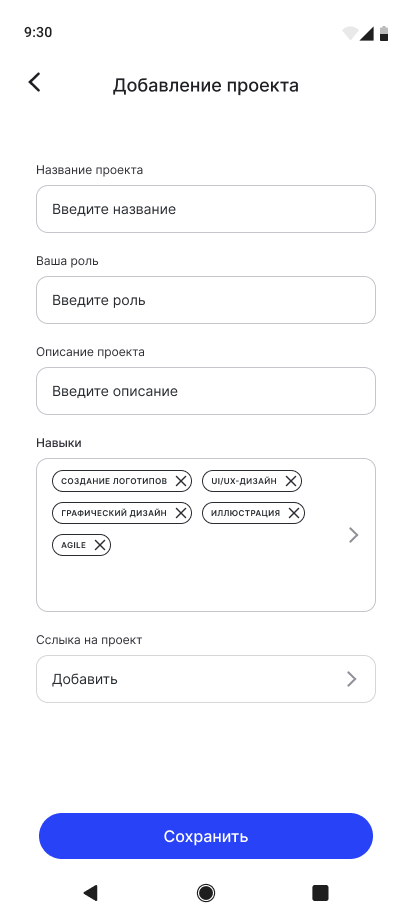 9:30
Добавление проекта
Название проекта
Введите название
Ваша роль
Введите роль
Описание проекта
Введите описание
Навыки
СОЗДАНИЕ ЛОГОТИПОВ UI/UX-ДИЗАЙН
ГРАФИЧЕСКИЙ ДИЗАЙН ИЛЛЮСТРАЦИЯ
AGILE
Сслыка на проект
Добавить
Сохранить